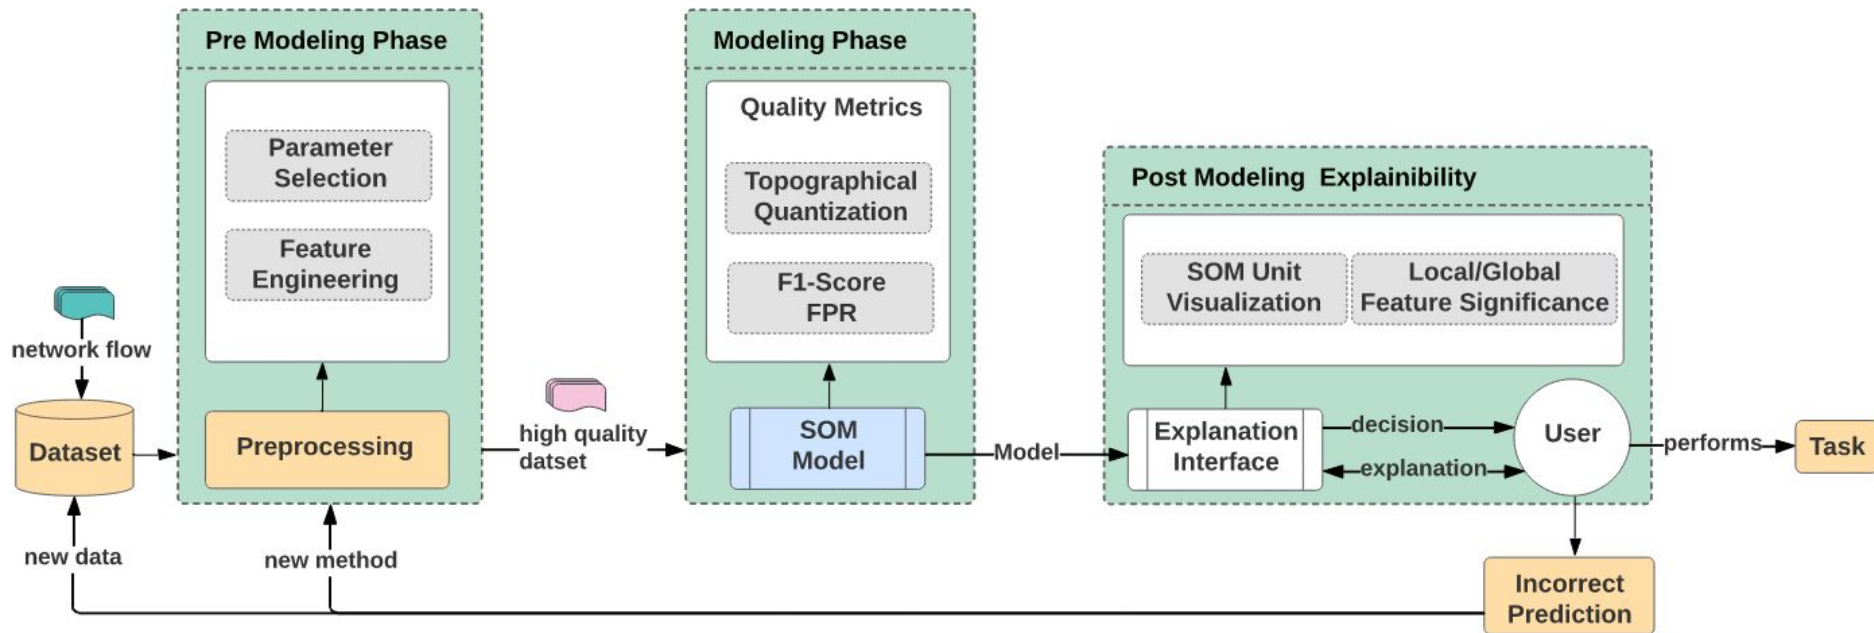 Pre Modeling Phase
Parameter
Selection
Feature
Engineering
Preprocessing
network flow
Dataset
new data
new method
high quality
datset
Modeling Phase
Quality Metrics
Topographical
Quantization
F1-Score
FPR
SOM
Model
Model
Post Modeling Explainibility
SOM Unit
Visualization
Local/Global
Feature Significance
Explanation
Interface
decision
explanation
User
performs
Task
Incorrect
Prediction